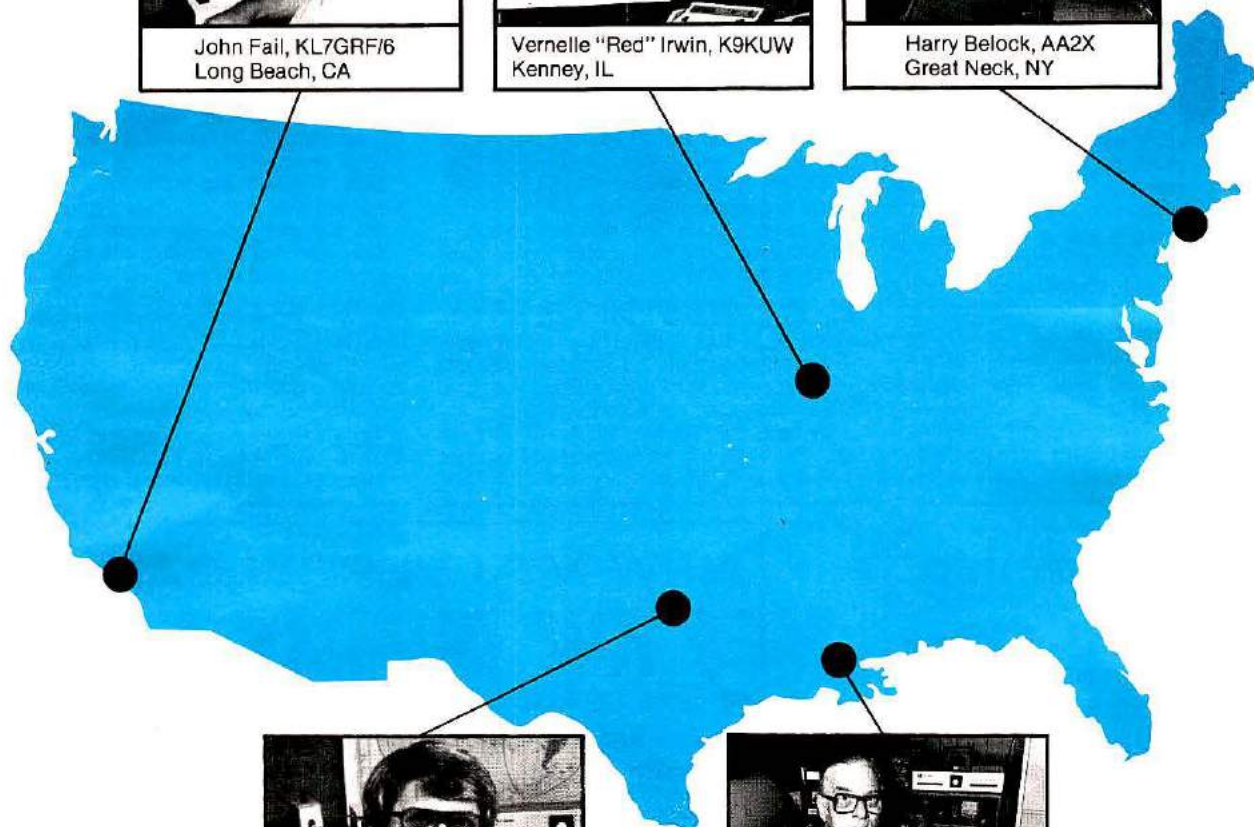 John Fail, KL7GRF/6
Long Beach, CA
Vernelle "Red" Irwin, K9KUW
Kenney, IL
Harry Belock, AA2X
Great Neck, NY